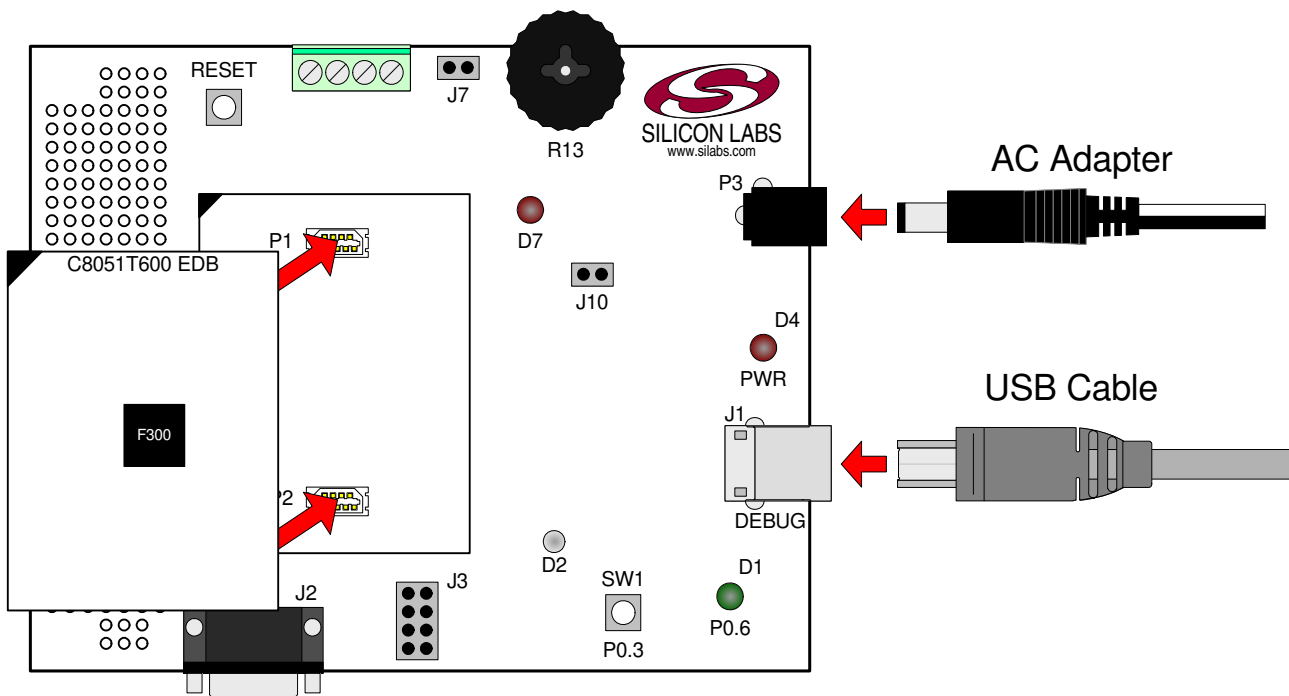 RESET
J7
R13
SILICON LABS
www.silabs.com
AC Adapter
P3
D7
P1
C8051T600 EDB
J10
D4
PWR
USB Cable
J1
F300
P2
DEBUG
D2
D1
SW1
J3
J2
P0.6
P0.3